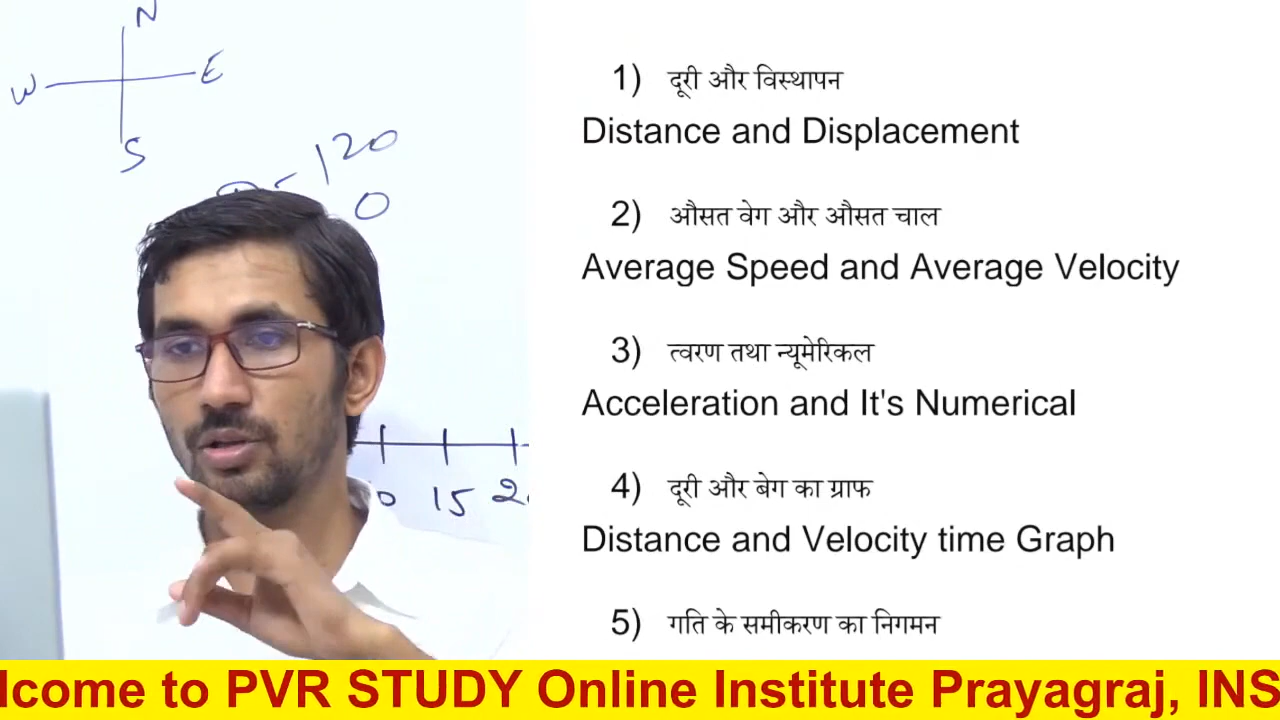 N
W E
S
120
0
15
1) दूरी और विस्थापन
Distance and Displacement
2) औसत वेग और औसत चाल
Average Speed and Average Velocity
3) त्वरण तथा न्यूमेरिकल
Acceleration and It's Numerical
4) दूरी और बेग का ग्राफ
Distance and Velocity time Graph
5) गति के समीकरण का निगमन
lcome to PVR STUDY Online Institute Prayagraj, INS